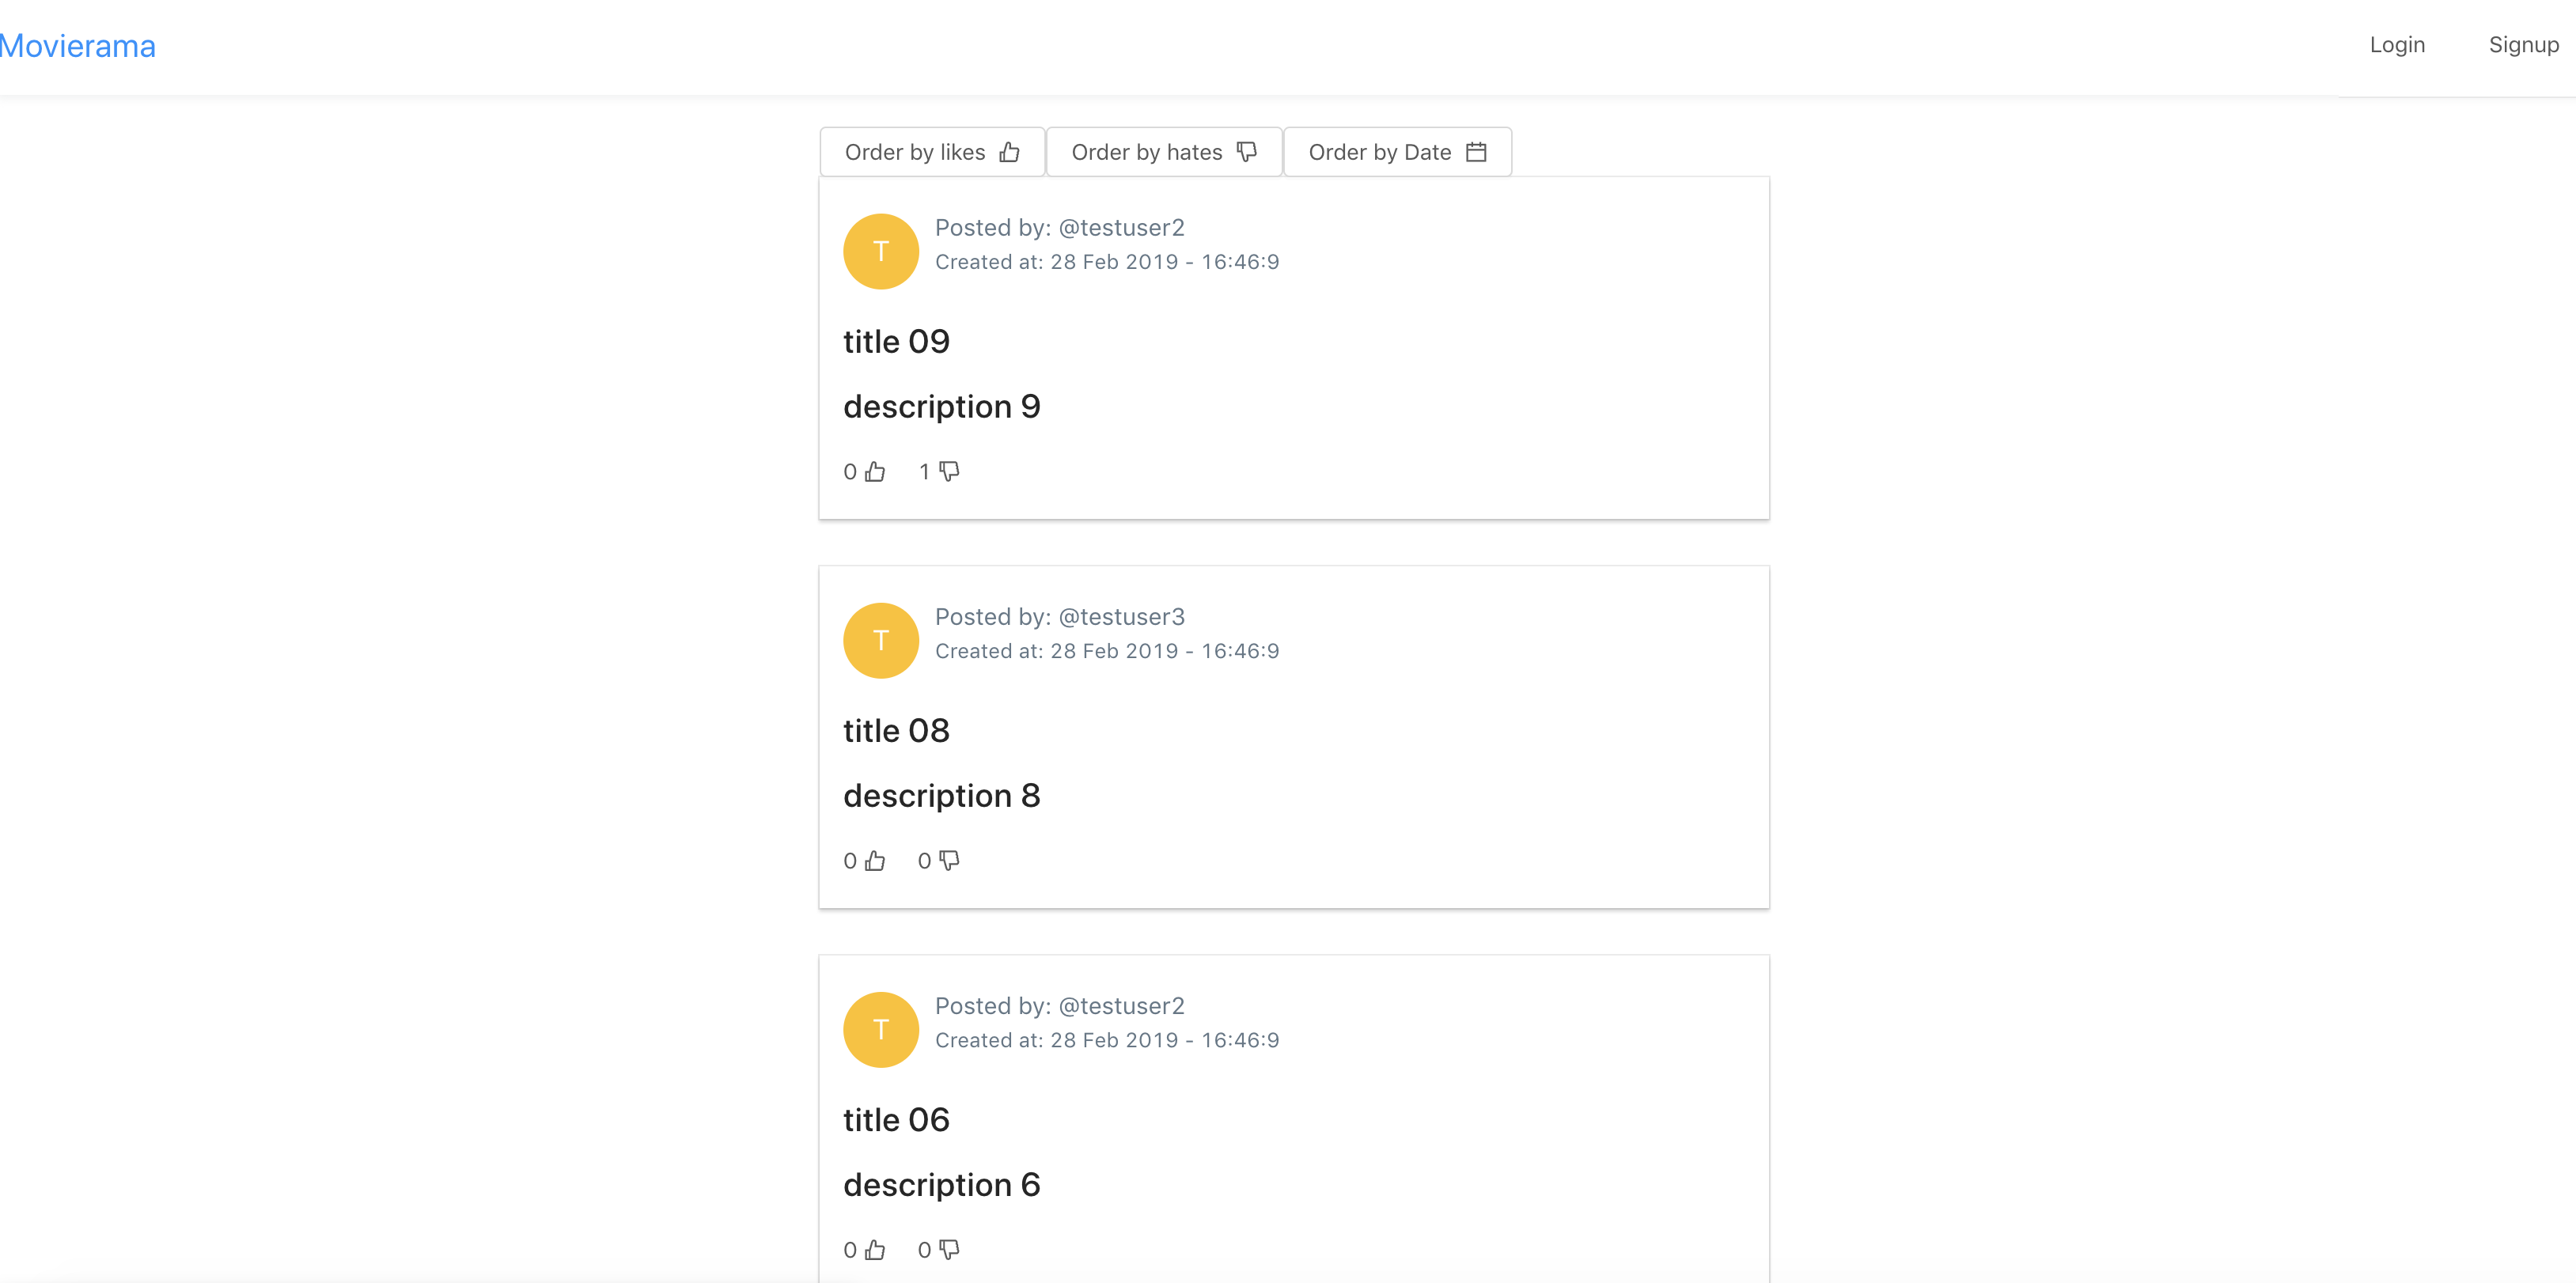 Movierama
Login Signup
Order by likes Order by hates Order by Date
T
Posted by: @testuser2
Created at: 28 Feb 2019 - 16:46:9
title 09
description 9
0 1
T
Posted by: @testuser3
Created at: 28 Feb 2019 - 16:46:9
title 08
description 8
0 0
T
Posted by: @testuser2
Created at: 28 Feb 2019 - 16:46:9
title 06
description 6
0 0